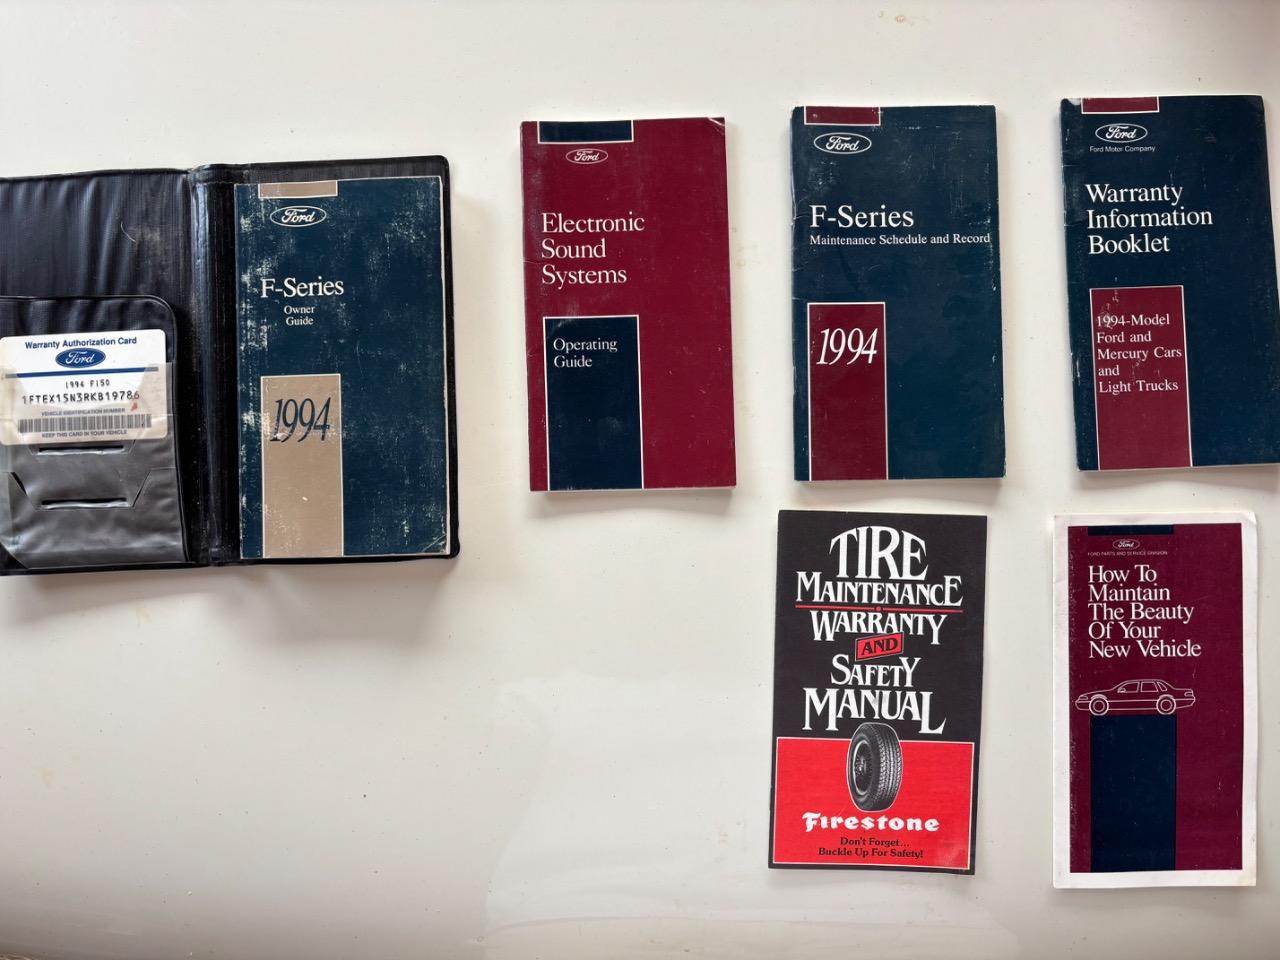 Warranty Authorization Card
Ford
1994 F150
1FTEX15N3RKB19786
VEHICLE IDENTIFICATION NUMBER
KEEP THIS CARD IN YOUR VEHICLE
Ford
F-Series
Owner
Guide
1994
Ford
Electronic
Sound
Systems
Operating
Guide
Ford
F-Series
Maintenance Schedule and Record
1994
Ford
Ford Motor Company
Warranty
Information
Booklet
1994-Model
Ford and
Mercury Cars
and
Light Trucks
TIRE
MAINTENANCE
WARRANTY
AND
SAFETY
MANUAL
Firestone
Don't Forget...
Buckle Up For Safety!
Ford
FORD PARTS AND SERVICE DIVISION
How To
Maintain
The Beauty
Of Your
New Vehicle